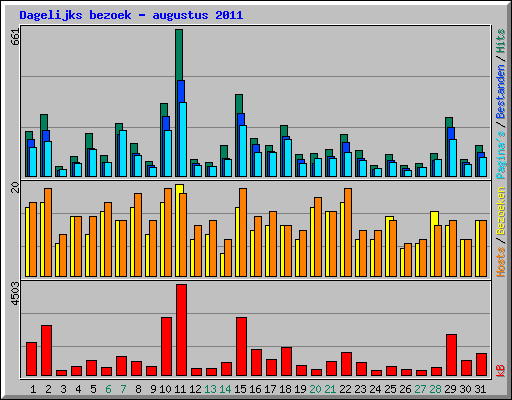 Dagelijks bezoek - augustus 2011
661
20
4503
Hits / Bestanden / Pagina's
Hosts / Bezoeken
kB
1 2 3 4 5 6 7 8 9 10 11 12 13 14 15 16 17 18 19 20 21 22 23 24 25 26 27 28 29 30 31